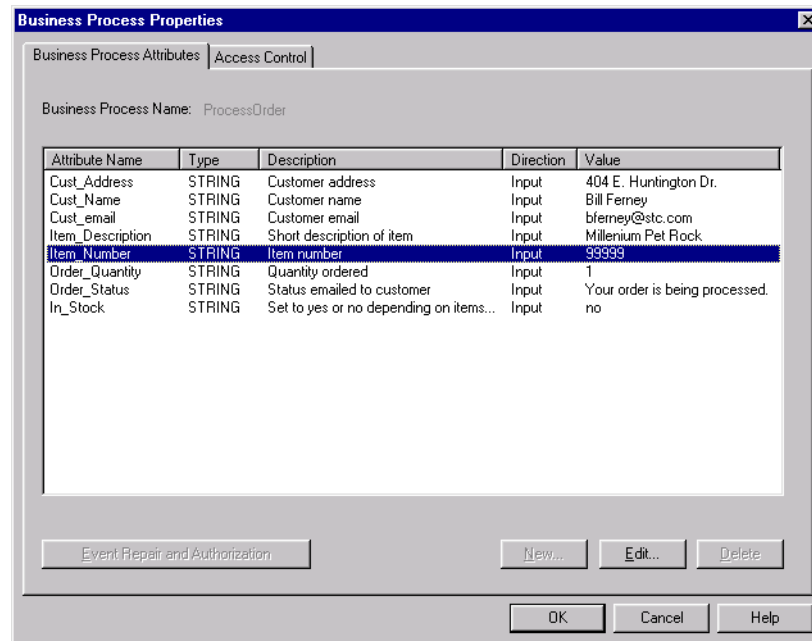 Business Process Properties
Business Process Attributes Access Control
Business Process Name: ProcessOrder
Attribute Name Type Description Direction Value
Cust_Address STRING Customer address Input 404 E. Huntington Dr.
Cust_Name STRING Customer name Input Bill Ferney
Cust_email STRING Customer email Input bferney@stc.com
Item_Description STRING Short description of item Input Millenium Pet Rock
Item_Number STRING Item number Input 99999
Order_Quantity STRING Quantity ordered Input 1
Order_Status STRING Status emailed to customer Input Your order is being processed.
In_Stock STRING Set to yes or no depending on items... Input no
Event Repair and Authorization New... Edit... Delete
OK Cancel Help